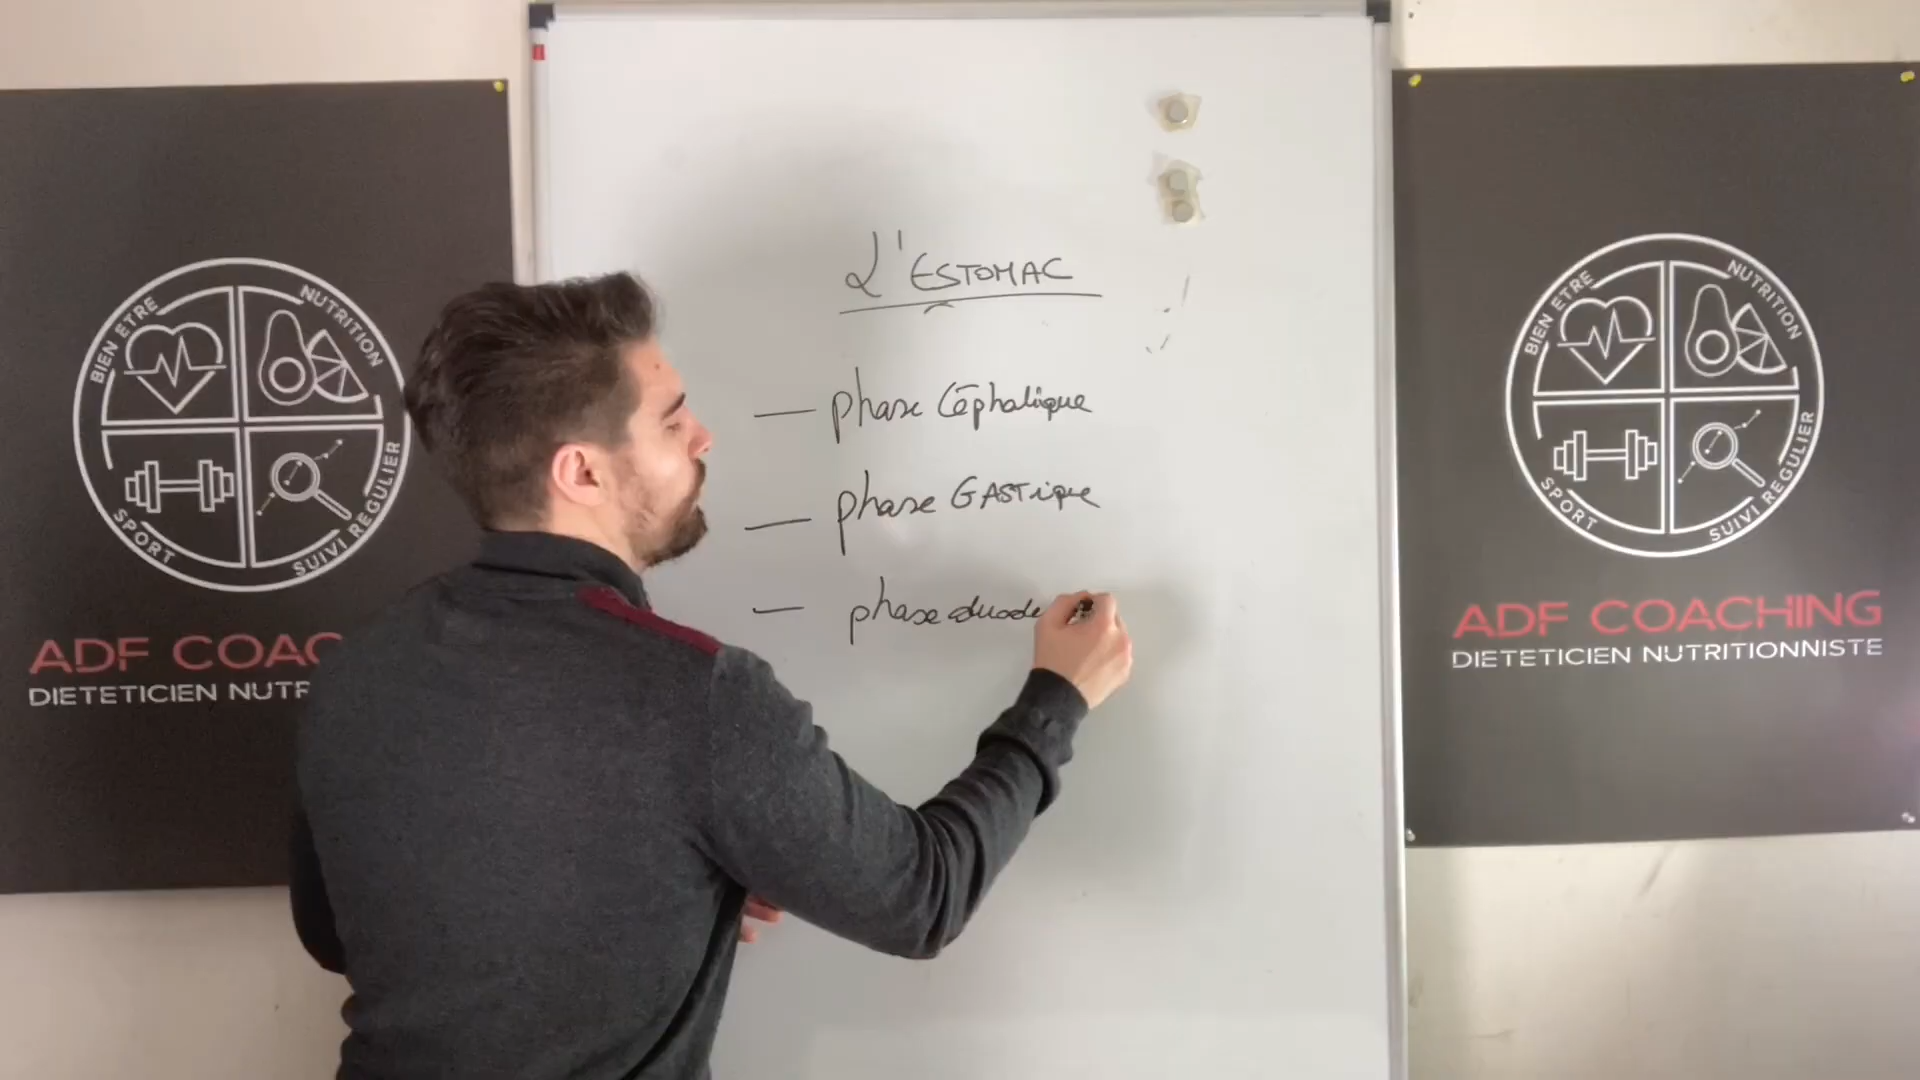 BIEN ETRE
NUTRITION
SPORT
SUIVI REGULIER
ADF COAC
DIETETICIEN NUTR
L'ESTOMAC
— phase Céphalique
— phase GASTique
— phase duode
BIEN ETRE
NUTRITION
SPORT
SUIVI REGULIER
ADF COACHING
DIETETICIEN NUTRITIONNISTE